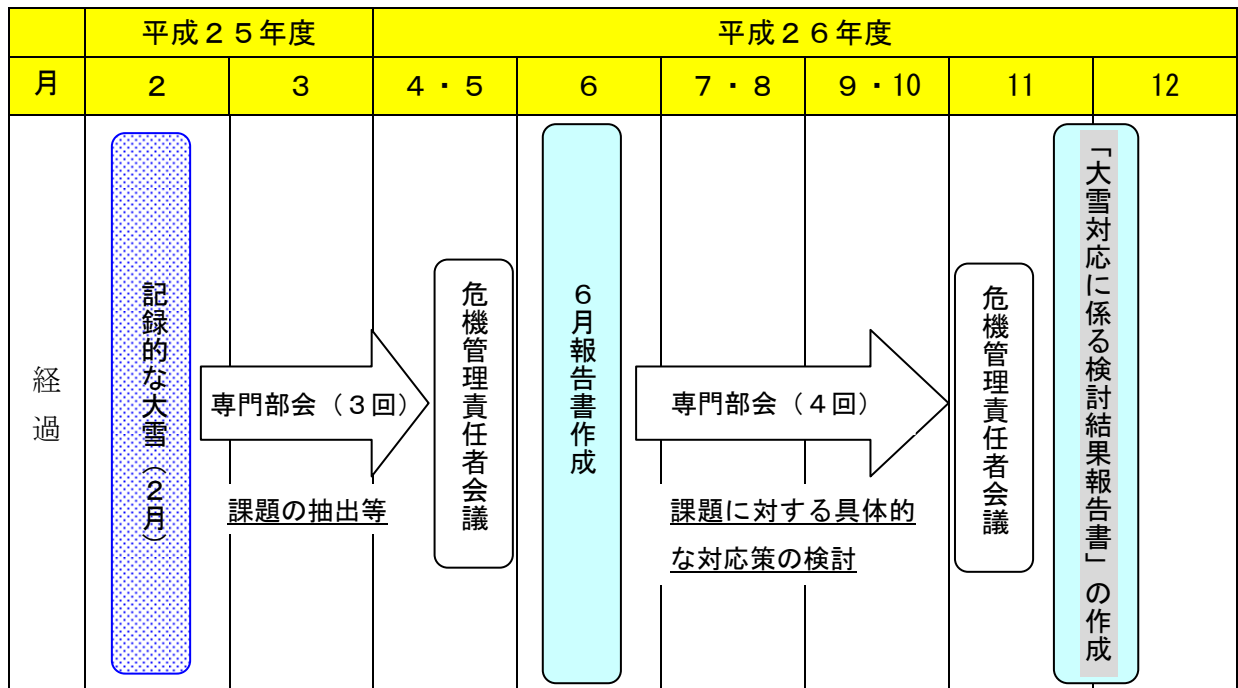 平成２５年度
平成２６年度
月
２
３
４・５
６
７・８
９・10
11
12
経過
記録的な大雪（２月）
専門部会（３回）
課題の抽出等
危機管理責任者会議
６月報告書作成
専門部会（４回）
課題に対する具体的
な対応策の検討
危機管理責任者会議
「大雪対応に係る検討結果報告書」の作成